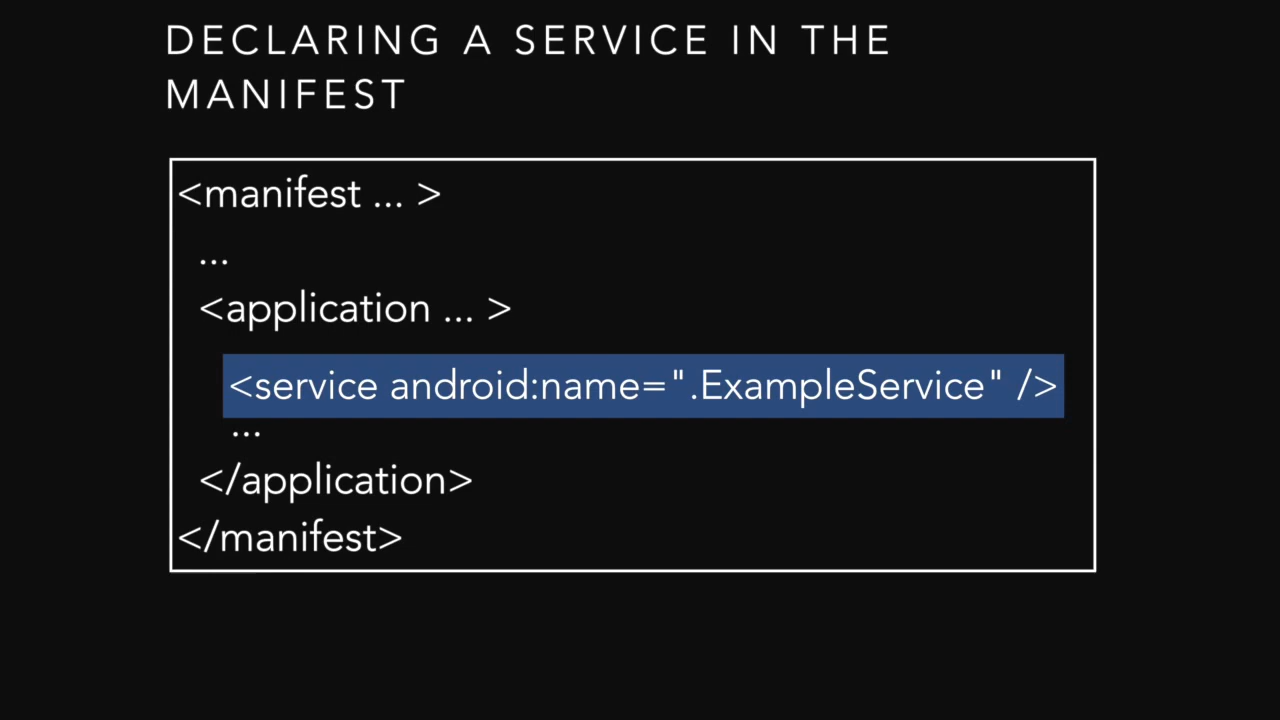 DECLARING A SERVICE IN THE
MANIFEST
<manifest ... >
...
<application ... >
<service android:name=".ExampleService" />
...
</application>
</manifest>